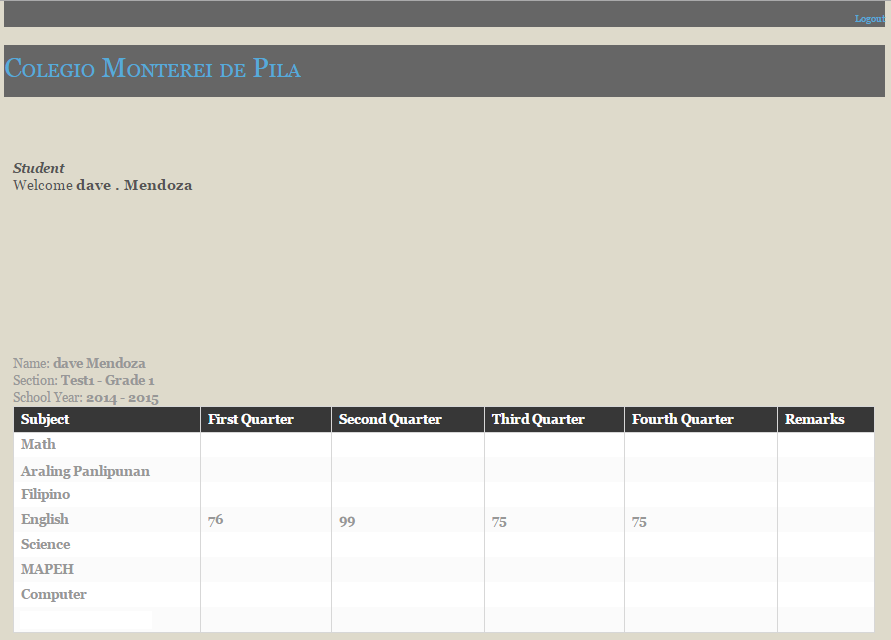 Logout
Colegio Monterei de Pila
Student
Welcome dave . Mendoza
Name: dave Mendoza
Section: Test1 - Grade 1
School Year: 2014 - 2015
Subject First Quarter Second Quarter Third Quarter Fourth Quarter Remarks
Math
Araling Panlipunan
Filipino
English 76 99 75 75
Science
MAPEH
Computer